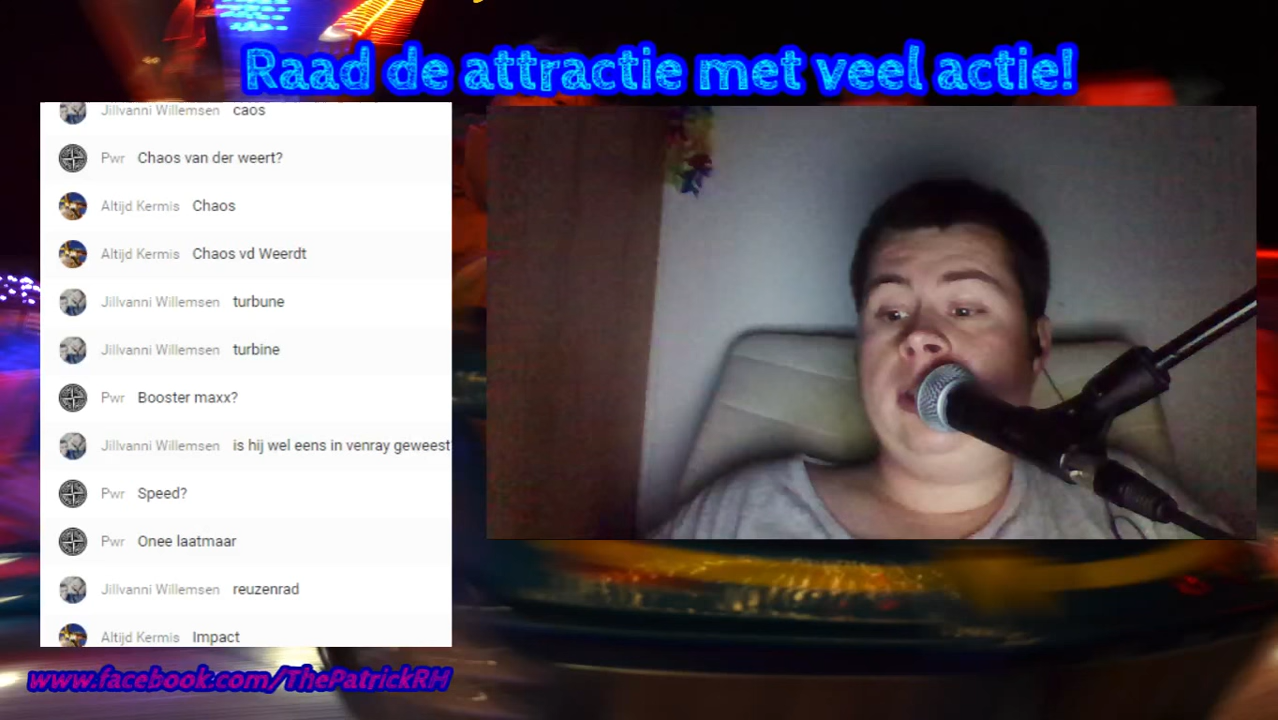 Raad de attractie met veel actie!
Jillvanni Willemsen caos
Pwr Chaos van der weert?
Altijd Kermis Chaos
Altijd Kermis Chaos vd Weerdt
Jillvanni Willemsen turbune
Jillvanni Willemsen turbine
Pwr Booster maxx?
Jillvanni Willemsen is hij wel eens in venray geweest
Pwr Speed?
Pwr Onee laatmaar
Jillvanni Willemsen reuzenrad
Altijd Kermis Impact
www.facebook.com/ThePatrickRH